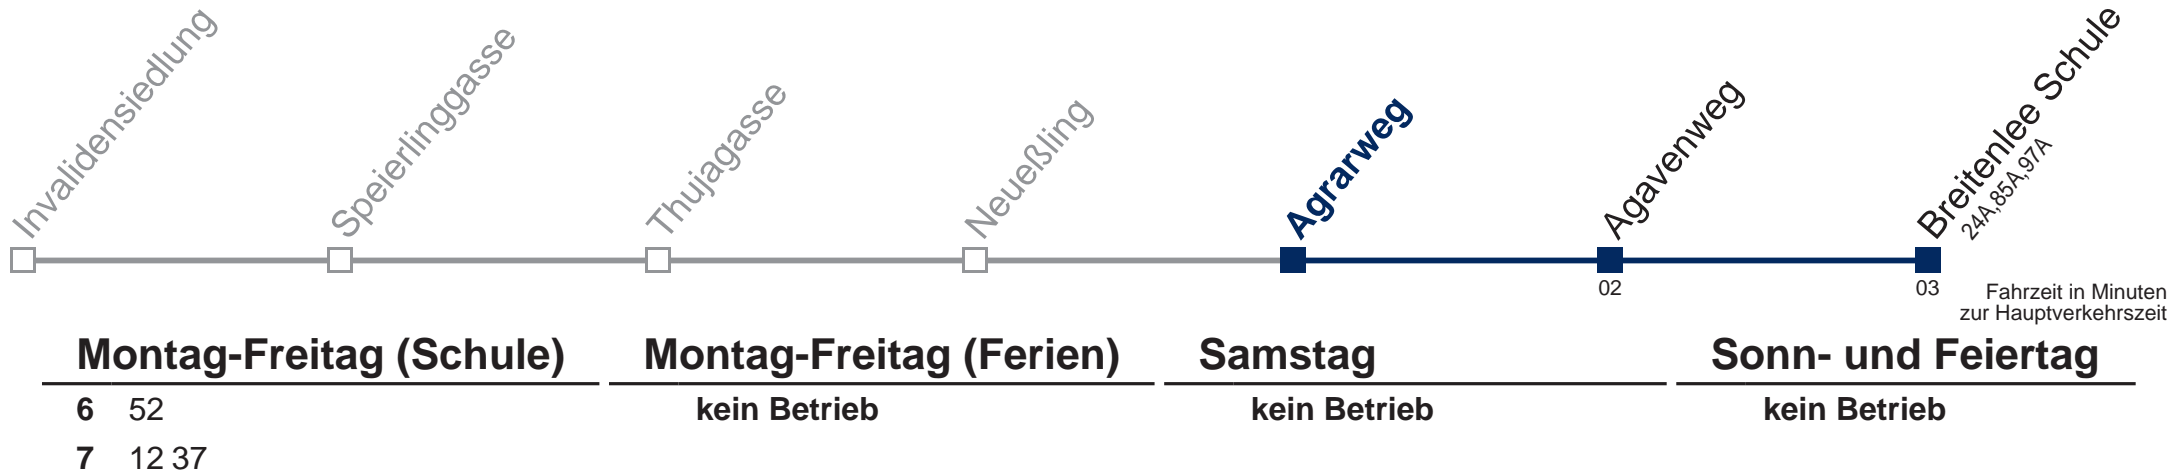 Invalidensiedlung
Speierlinggasse
Thujagasse
Neueßling
Agrarweg
Agavenweg
Breitenlee Schule
24A,85A,97A
02
03
Fahrzeit in Minuten
zur Hauptverkehrszeit
Montag-Freitag (Schule)
6 52
7 12 37
Montag-Freitag (Ferien)
kein Betrieb
Samstag
kein Betrieb
Sonn- und Feiertag
kein Betrieb